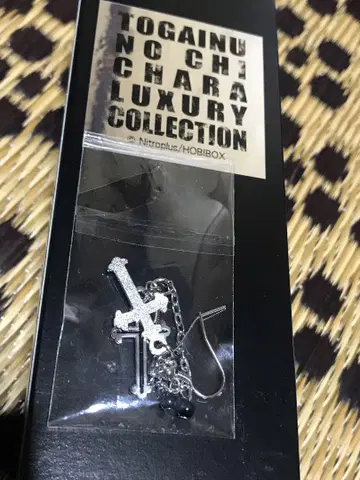 TOGAINU
NO CHI
CHARA
LUXURY
COLLECTION
© Nitroplus/HOBIBOX